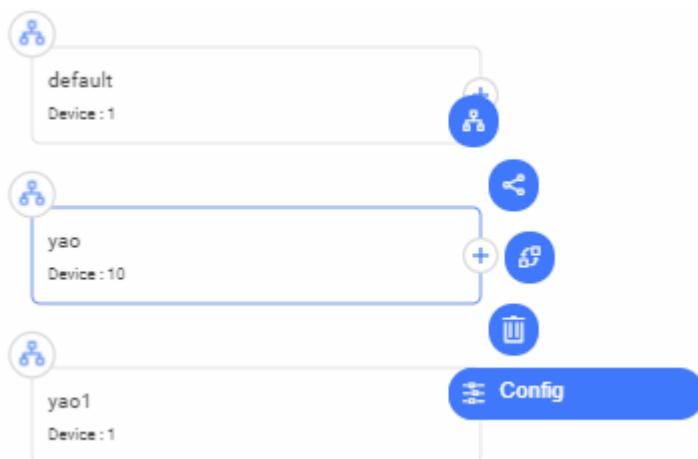 default
Device : 1
yao
Device : 10
Config
yao1
Device : 1